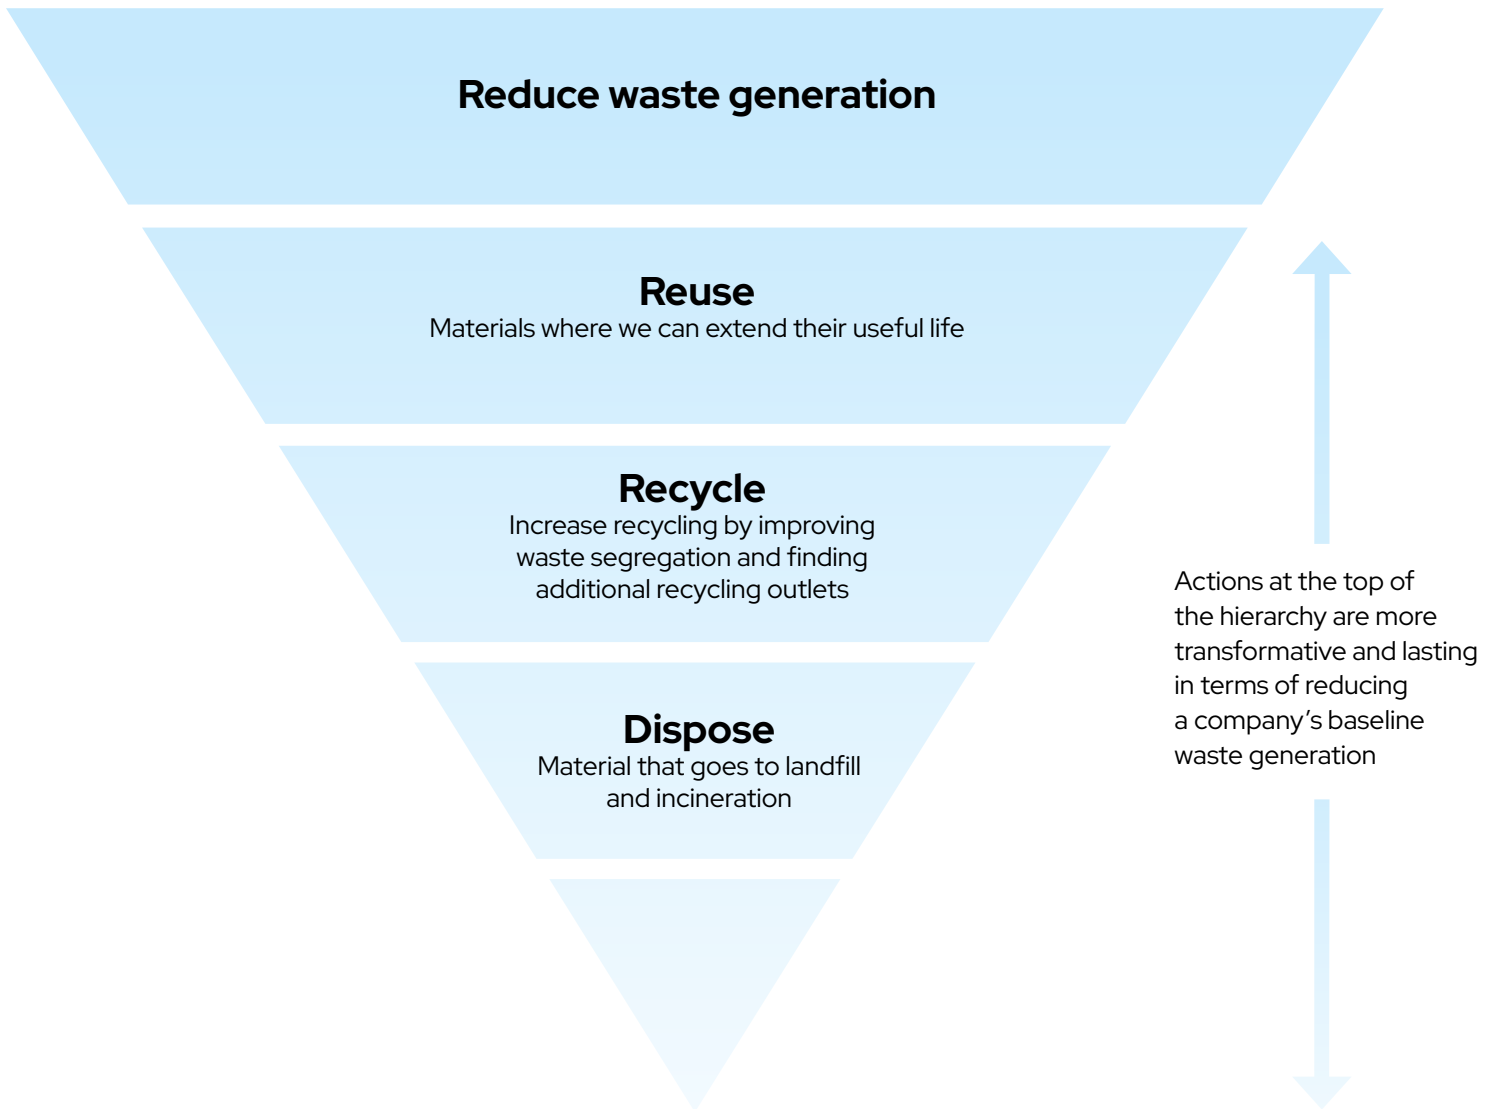 Reduce waste generation
Reuse
Materials where we can extend their useful life
Recycle
Increase recycling by improving
waste segregation and finding
additional recycling outlets
Dispose
Material that goes to landfill
and incineration
Actions at the top of
the hierarchy are more
transformative and lasting
in terms of reducing
a company’s baseline
waste generation